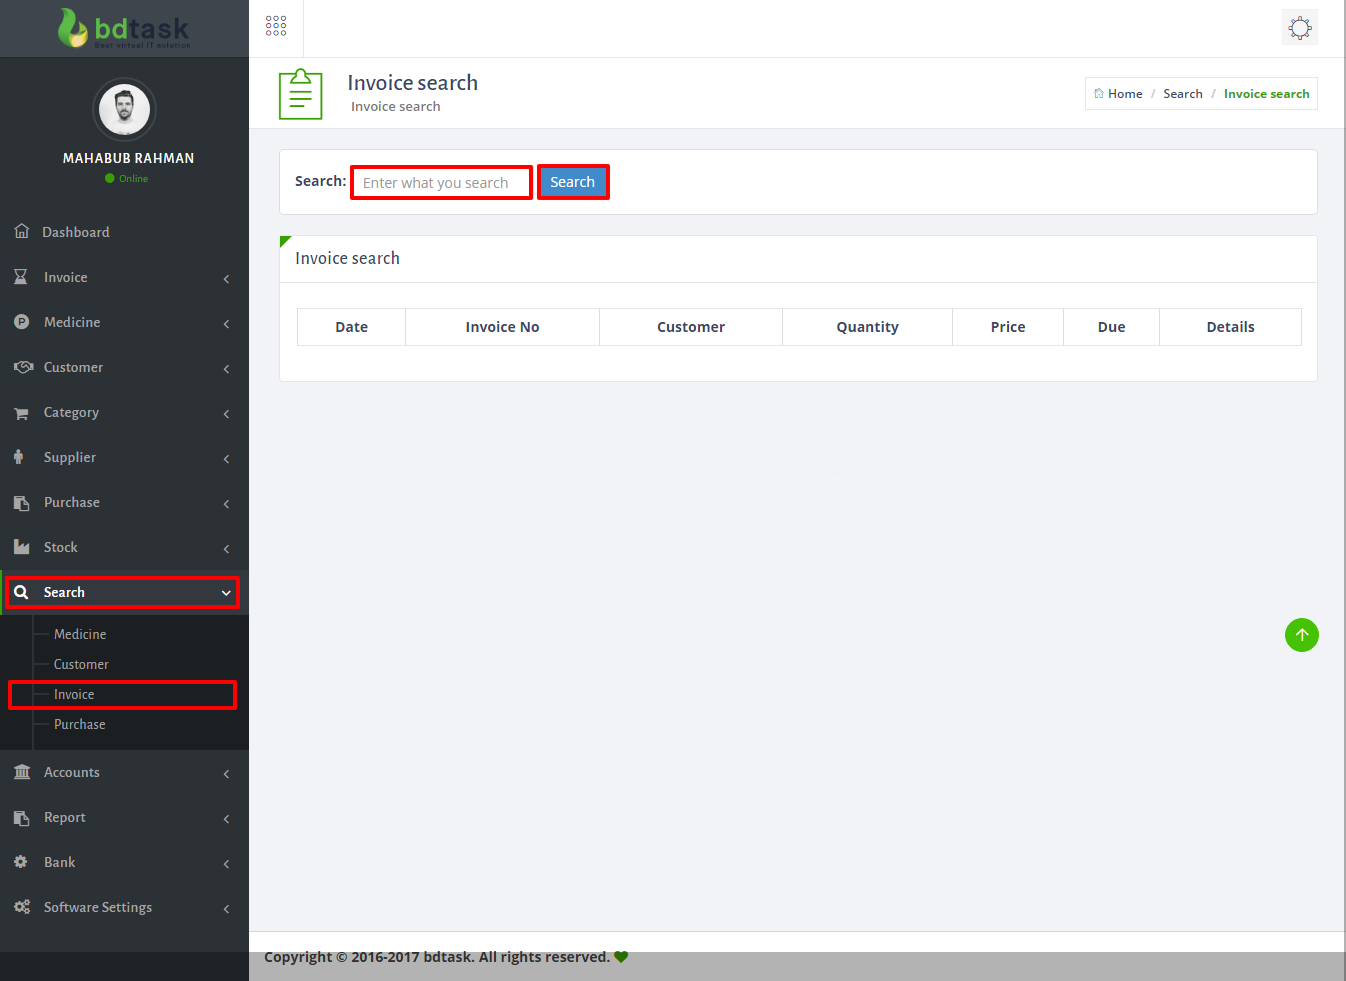 bdtask
Best virtual IT solution
MAHABUB RAHMAN
Online
Dashboard
Invoice
Medicine
Customer
Category
Supplier
Purchase
Stock
Search
Medicine
Customer
Invoice
Purchase
Accounts
Report
Bank
Software Settings
Invoice search
Invoice search
Home / Search / Invoice search
Search: Enter what you search Search
Invoice search
Date Invoice No Customer Quantity Price Due Details
Copyright © 2016-2017 bdtask. All rights reserved.